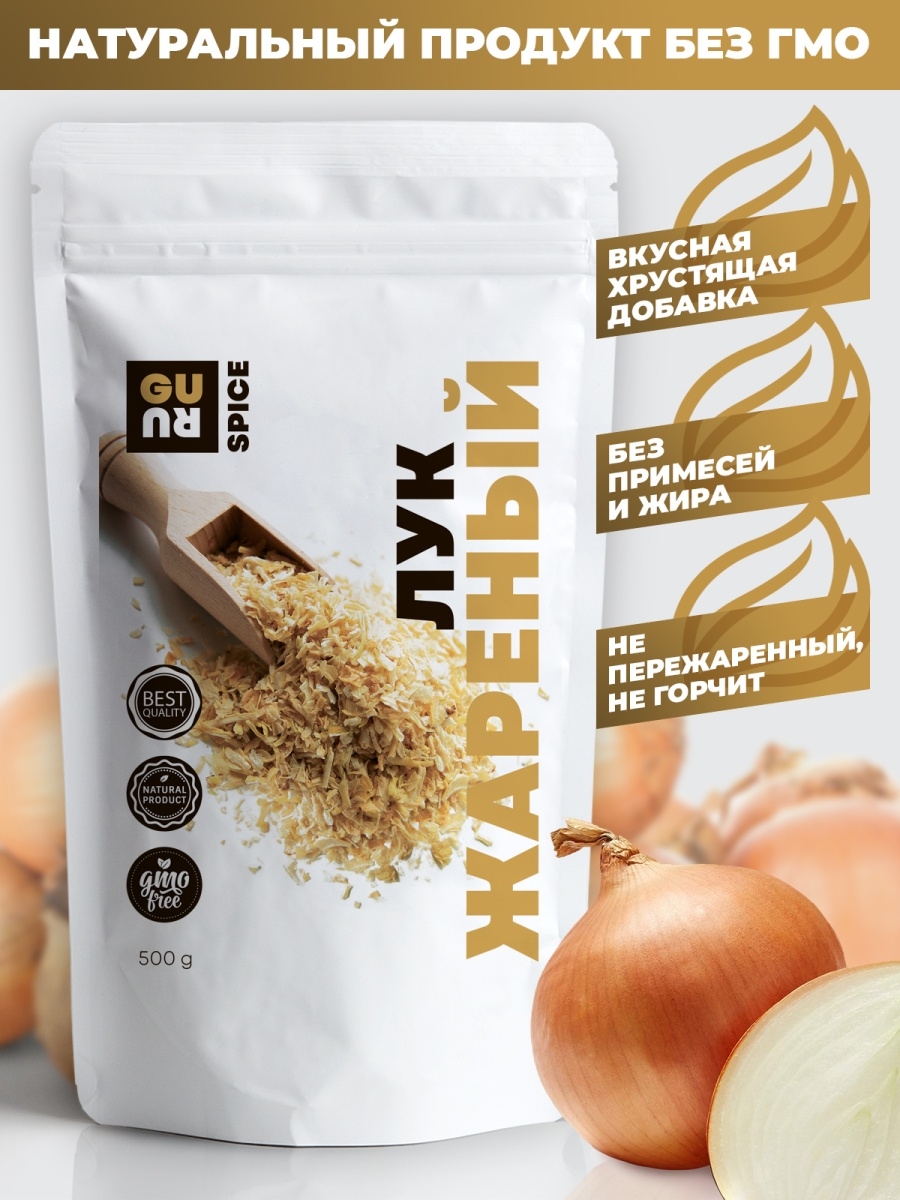 НАТУРАЛЬНЫЙ ПРОДУКТ БЕЗ ГМО
ВКУСНАЯ
ХРУСТЯЩАЯ
ДОБАВКА
БЕЗ
ПРИМЕСЕЙ
И ЖИРА
НЕ
ПЕРЕЖАРЕННЫЙ,
НЕ ГОРЧИТ
GU
RU
SPICE
ЛУК
ЖАРЕНЫЙ
BEST
QUALITY
NATURAL
PRODUCT
gmo
free
500 g